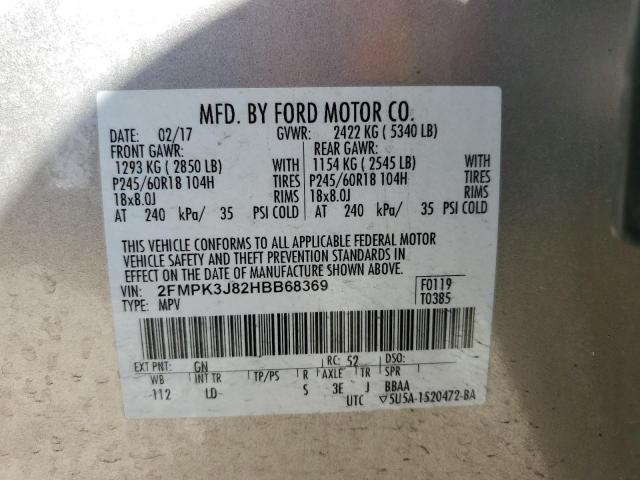 MFD. BY FORD MOTOR CO.
DATE: 02/17 GVWR: 2422 KG ( 5340 LB)
FRONT GAWR: REAR GAWR:
1293 KG ( 2850 LB) WITH 1154 KG ( 2545 LB) WITH
P245/60R18 104H TIRES P245/60R18 104H TIRES
18x8.0J RIMS 18x8.0J RIMS
AT 240 kPa/ 35 PSI COLD AT 240 kPa/ 35 PSI COLD
THIS VEHICLE CONFORMS TO ALL APPLICABLE FEDERAL MOTOR
VEHICLE SAFETY AND THEFT PREVENTION STANDARDS IN
EFFECT ON THE DATE OF MANUFACTURE SHOWN ABOVE.
VIN: 2FMPK3J82HBB68369 F0119
TYPE: MPV T0385
EXT PNT: GN RC: 52 DSO:
WB INT TR TP/PS R AXLE TR SPR
112 LD S 3E J BBAA
UTC ▽5U5A-1520472-BA